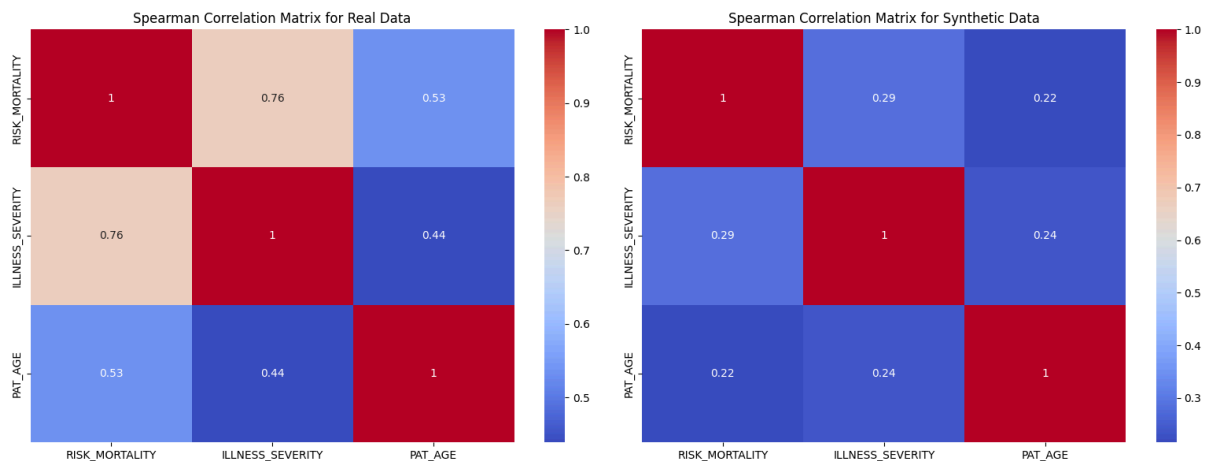 Spearman Correlation Matrix for Real Data
RISK_MORTALITY
ILLNESS_SEVERITY
PAT_AGE
1 0.76 0.53
0.76 1 0.44
0.53 0.44 1
RISK_MORTALITY ILLNESS_SEVERITY PAT_AGE
1.0
0.9
0.8
0.7
0.6
0.5
Spearman Correlation Matrix for Synthetic Data
RISK_MORTALITY
ILLNESS_SEVERITY
PAT_AGE
1 0.29 0.22
0.29 1 0.24
0.22 0.24 1
RISK_MORTALITY ILLNESS_SEVERITY PAT_AGE
1.0
0.9
0.8
0.7
0.6
0.5
0.4
0.3